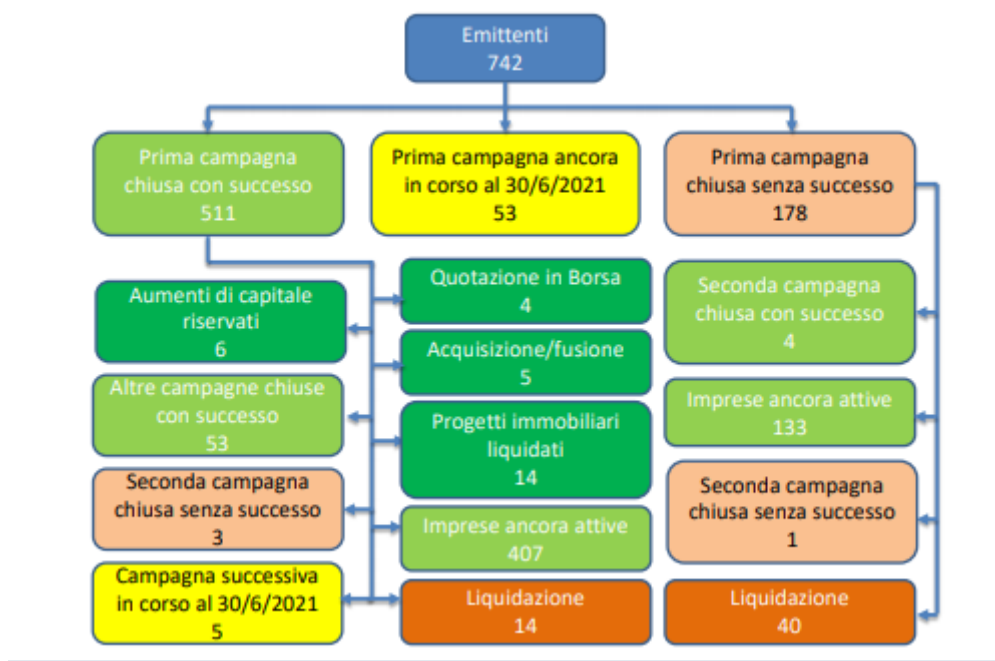 Emittenti
742
Prima campagna
chiusa con successo
511
Prima campagna ancora
in corso al 30/6/2021
53
Prima campagna
chiusa senza successo
178
Aumenti di capitale
riservati
6
Altre campagne chiuse
con successo
53
Seconda campagna
chiusa senza successo
3
Campagna successiva
in corso al 30/6/2021
5
Quotazione in Borsa
4
Acquisizione/fusione
5
Progetti immobiliari
liquidati
14
Imprese ancora attive
407
Liquidazione
14
Seconda campagna
chiusa con successo
4
Imprese ancora attive
133
Seconda campagna
chiusa senza successo
1
Liquidazione
40